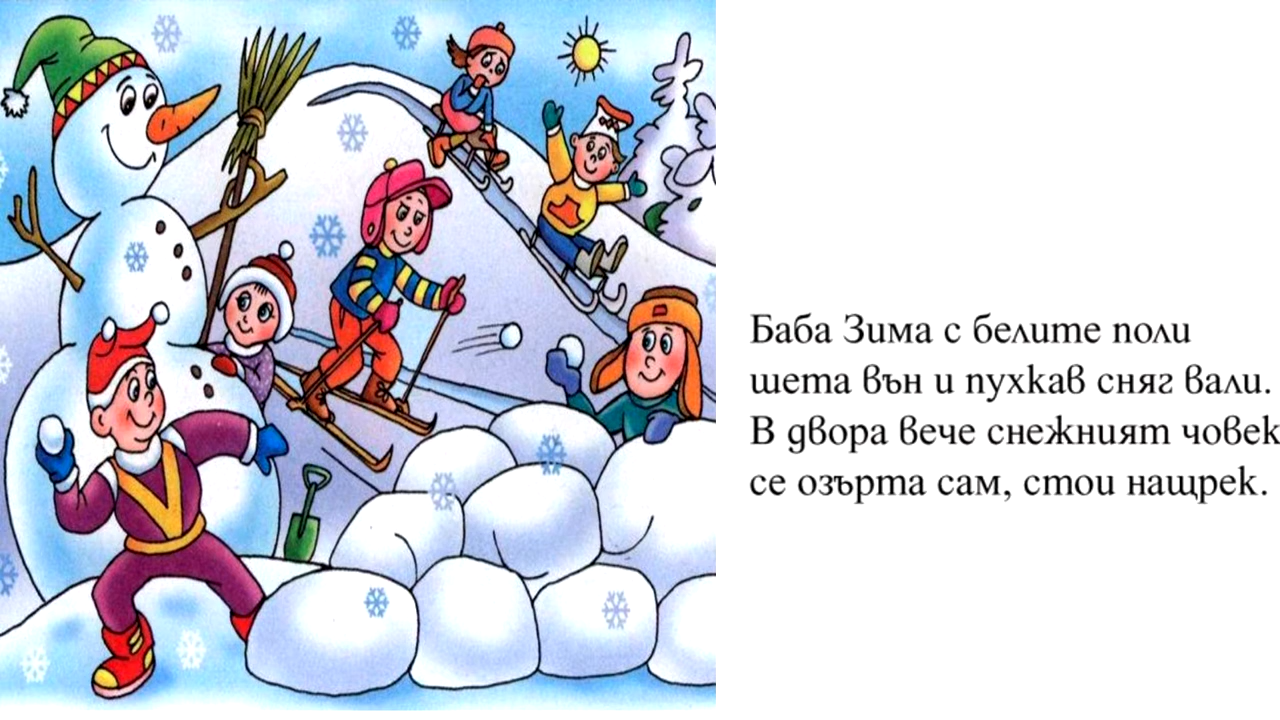 Баба Зима с белите поли
шета вън и пухкав сняг вали.
В двора вече снежният човек
се озърта сам, стои нащрек.